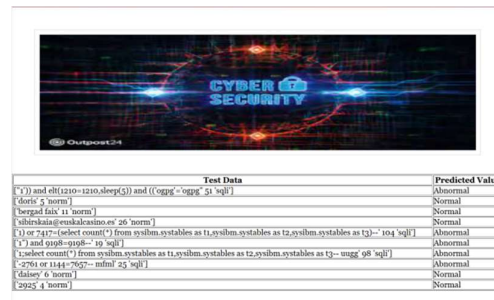 CYBER
SECURITY
Outpost24
Test Data Predicted Valu
["1')) and elt(1210=1210,sleep(5)) and (('ogpg'='ogpg" 51 'sqli'] Abnormal
['doris' 5 'norm'] Normal
['bergad faix' 11 'norm'] Normal
['sibirskaia@euskalcasino.es' 26 'norm'] Normal
['1) or 7417=(select count(*) from sysibm.systables as t1,sysibm.systables as t2,sysibm.systables as t3)--' 104 'sqli'] Abnormal
['1") and 9198=9198--' 19 'sqli'] Abnormal
['1;select count(*) from sysibm.systables as t1,sysibm.systables as t2,sysibm.systables as t3-- uugg' 98 'sqli'] Abnormal
['-2761 or 1144=7657-- mfml' 25 'sqli'] Abnormal
['daisey' 6 'norm'] Normal
['2925' 4 'norm'] Normal